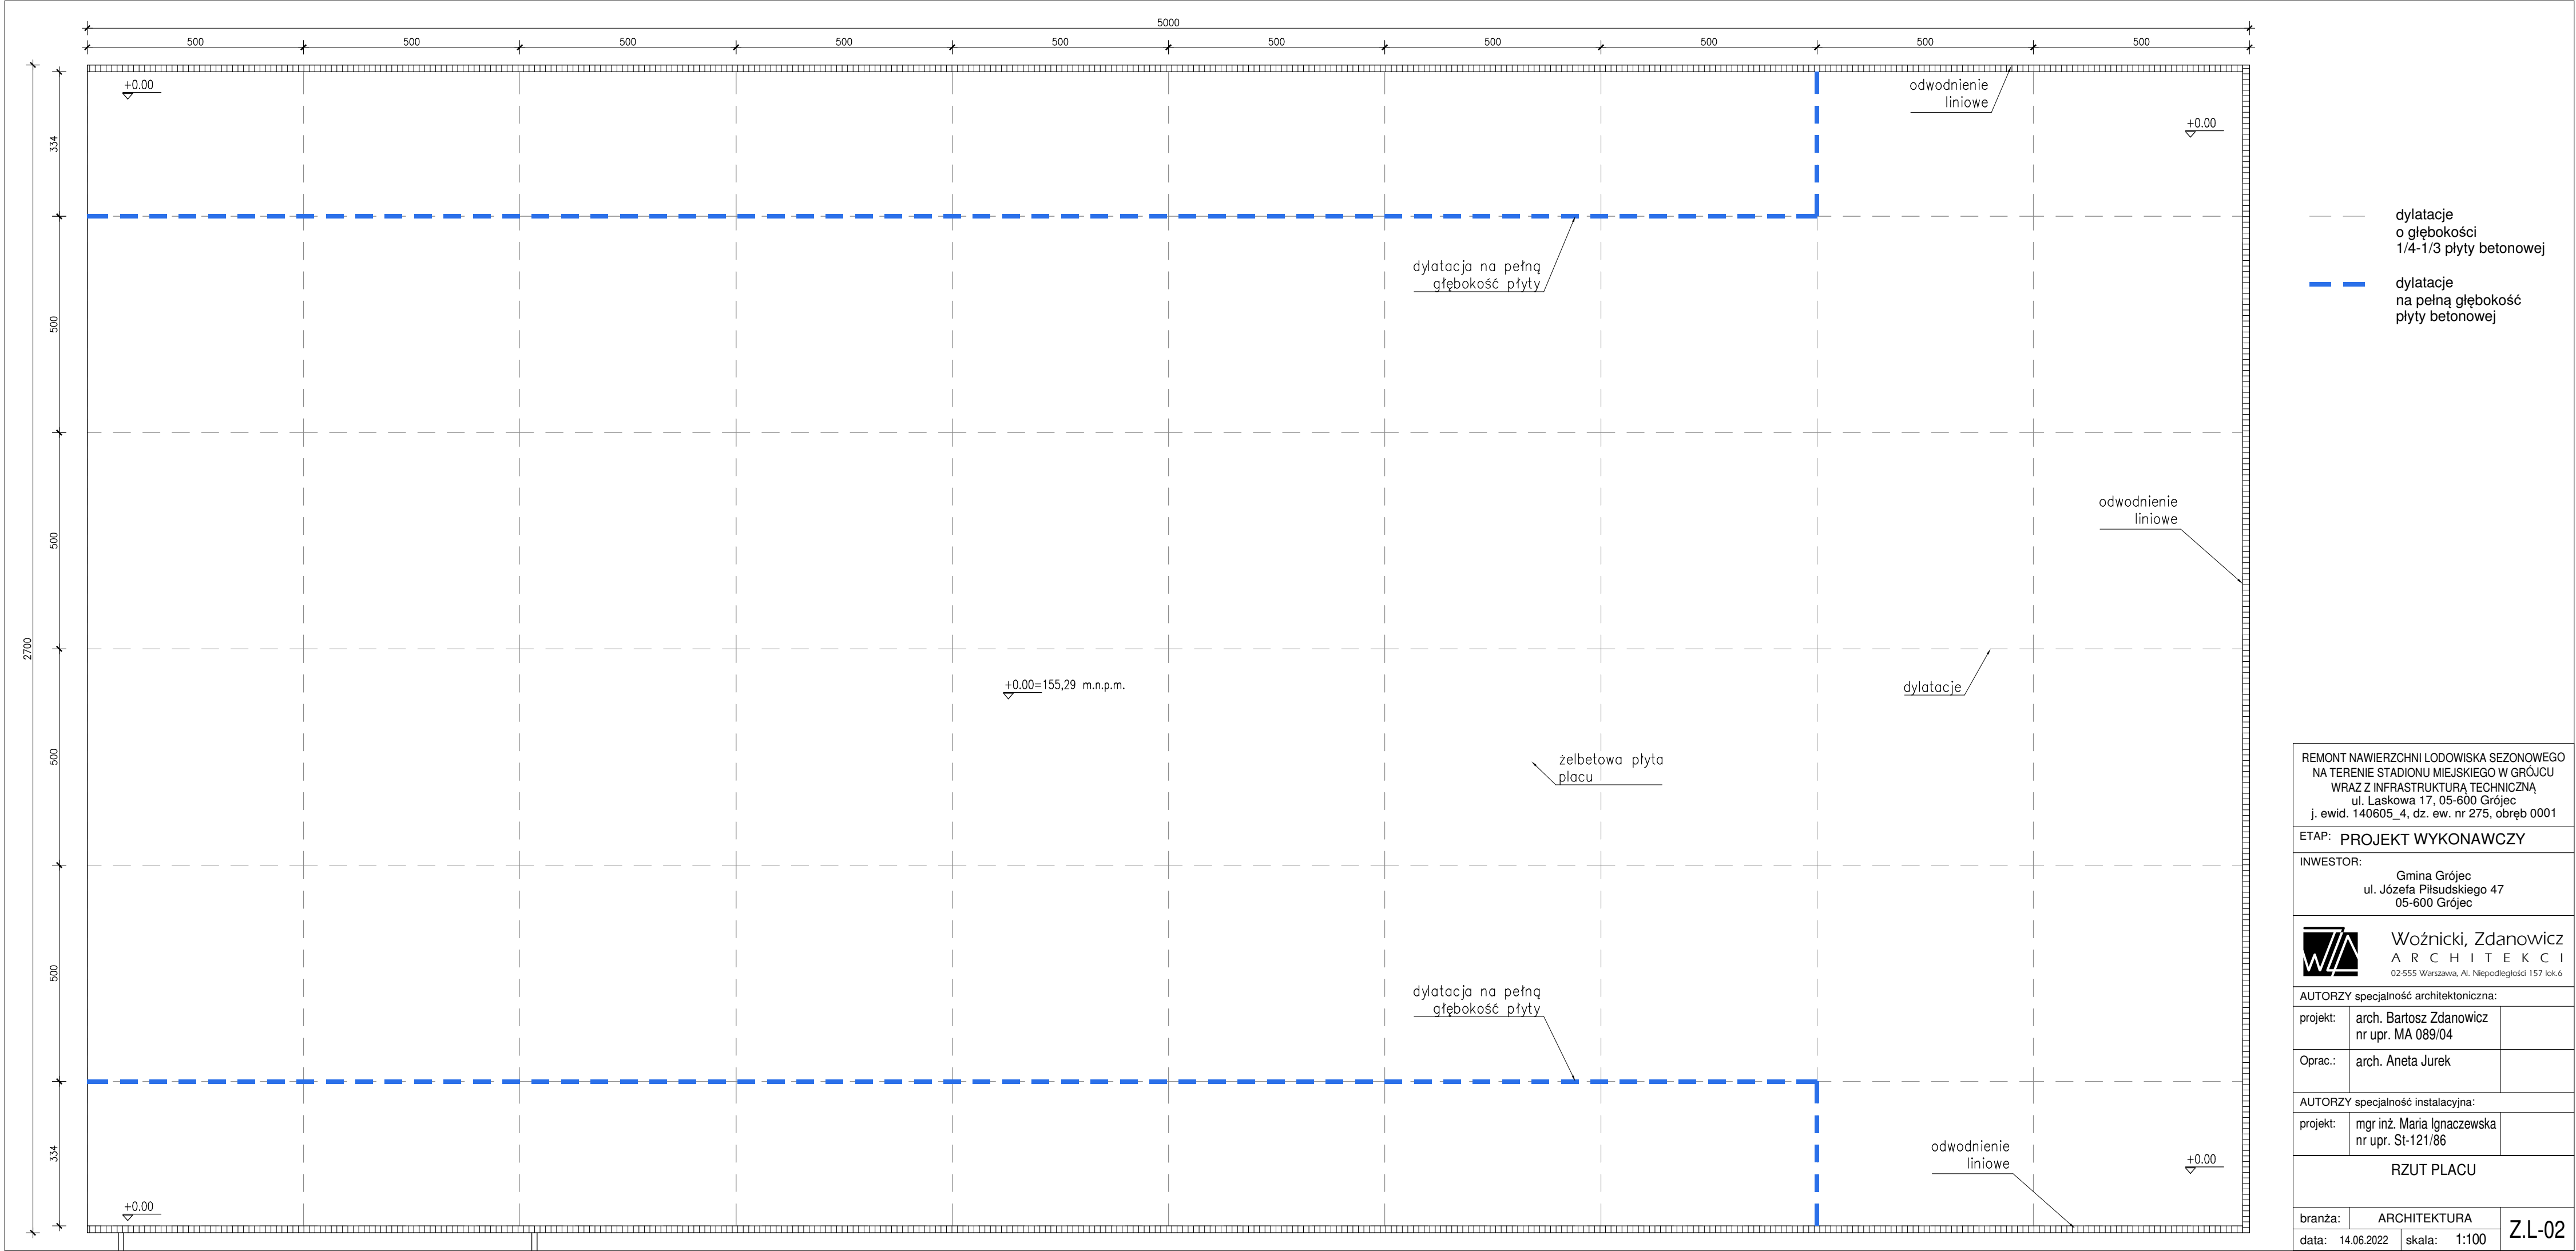 5000
500 500 500 500 500 500 500 500 500 500
2700
334
500
500
500
500
334
+0.00
odwodnienie
liniowe
+0.00
dylatacja na pełną
głębokość płyty
odwodnienie
liniowe
+0.00=155,29 m.n.p.m.
dylatacje
żelbetowa płyta
placu
dylatacja na pełną
głębokość płyty
odwodnienie
liniowe
+0.00
+0.00
dylatacje
o głębokości
1/4-1/3 płyty betonowej
dylatacje
na pełną głębokość
płyty betonowej
REMONT NAWIERZCHNI LODOWISKA SEZONOWEGO
NA TERENIE STADIONU MIEJSKIEGO W GRÓJCU
WRAZ Z INFRASTRUKTURĄ TECHNICZNĄ
ul. Laskowa 17, 05-600 Grójec
j. ewid. 140605_4, dz. ew. nr 275, obręb 0001
ETAP: PROJEKT WYKONAWCZY
INWESTOR:
Gmina Grójec
ul. Józefa Piłsudskiego 47
05-600 Grójec
Woźnicki, Zdanowicz
ARCHITEKCI
02-555 Warszawa, Al. Niepodległości 157 lok.6
AUTORZY specjalność architektoniczna:
projekt: arch. Bartosz Zdanowicz
nr upr. MA 089/04
Oprac.: arch. Aneta Jurek
AUTORZY specjalność instalacyjna:
projekt: mgr inż. Maria Ignaczewska
nr upr. St-121/86
RZUT PLACU
branża: ARCHITEKTURA
data: 14.06.2022 skala: 1:100
Z.L-02